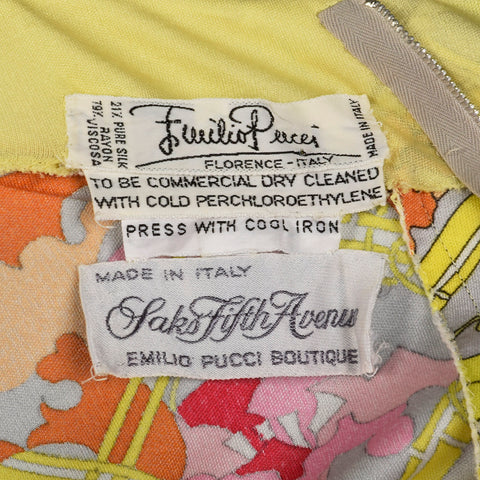 21% PURE SILK
RAYON
79% VISCOSA
Emilio Pucci
FLORENCE - ITALY
MADE IN ITALY
TO BE COMMERCIAL DRY CLEANED
WITH COLD PERCHLOROETHYLENE
PRESS WITH COOL IRON
MADE IN ITALY
Saks Fifth Avenue
EMILIO PUCCI BOUTIQUE